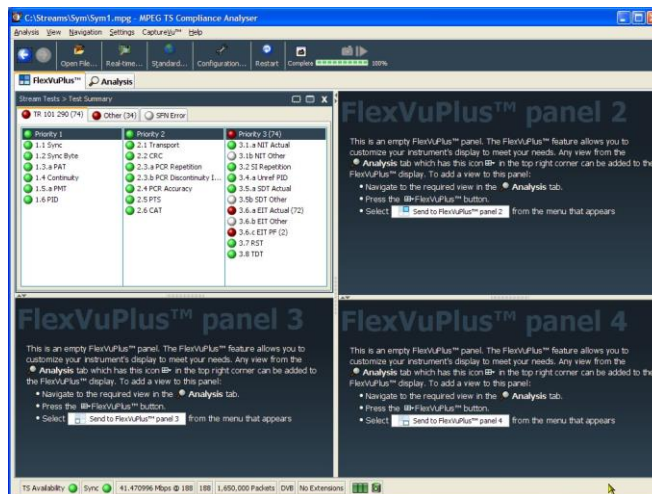 C:\Streams\Sym\Sym1.mpg - MPEG TS Compliance Analyser
Analysis View Navigation Settings CaptureVu™ Help
Open File... Real-time... Standard... Configuration... Restart Complete 100%
FlexVuPlus™ Analysis
Stream Tests > Test Summary
TR 101 290 (74) Other (34) SFN Error
Priority 1
1.1 Sync
1.2 Sync Byte
1.3.a PAT
1.4 Continuity
1.5.a PMT
1.6 PID
Priority 2
2.1 Transport
2.2 CRC
2.3.a PCR Repetition
2.3.b PCR Discontinuity I...
2.4 PCR Accuracy
2.5 PTS
2.6 CAT
Priority 3 (74)
3.1.a NIT Actual
3.1b NIT Other
3.2 SI Repetition
3.4.a Unref PID
3.5.a SDT Actual
3.5b SDT Other
3.6.a EIT Actual (72)
3.6.b EIT Other
3.6.c EIT PF (2)
3.7 RST
3.8 TDT
FlexVuPlus™ panel 2
This is an empty FlexVuPlus™ panel. The FlexVuPlus™ feature allows you to
customize your instrument's display to meet your needs. Any view from the
Analysis tab which has this icon in the top right corner can be added to the
FlexVuPlus™ display. To add a view to this panel:
• Navigate to the required view in the Analysis tab.
• Press the FlexVuPlus™ button.
• Select Send to FlexVuPlus™ panel 2 from the menu that appears
FlexVuPlus™ panel 3
This is an empty FlexVuPlus™ panel. The FlexVuPlus™ feature allows you to
customize your instrument's display to meet your needs. Any view from the
Analysis tab which has this icon in the top right corner can be added to
the FlexVuPlus™ display. To add a view to this panel:
• Navigate to the required view in the Analysis tab.
• Press the FlexVuPlus™ button.
• Select Send to FlexVuPlus™ panel 3 from the menu that appears
FlexVuPlus™ panel 4
This is an empty FlexVuPlus™ panel. The FlexVuPlus™ feature allows you to
customize your instrument's display to meet your needs. Any view from the
Analysis tab which has this icon in the top right corner can be added to the
FlexVuPlus™ display. To add a view to this panel:
• Navigate to the required view in the Analysis tab.
• Press the FlexVuPlus™ button.
• Select Send to FlexVuPlus™ panel 4 from the menu that appears
TS Availability Sync 41.470996 Mbps @ 188 188 1,650,000 Packets DVB No Extensions